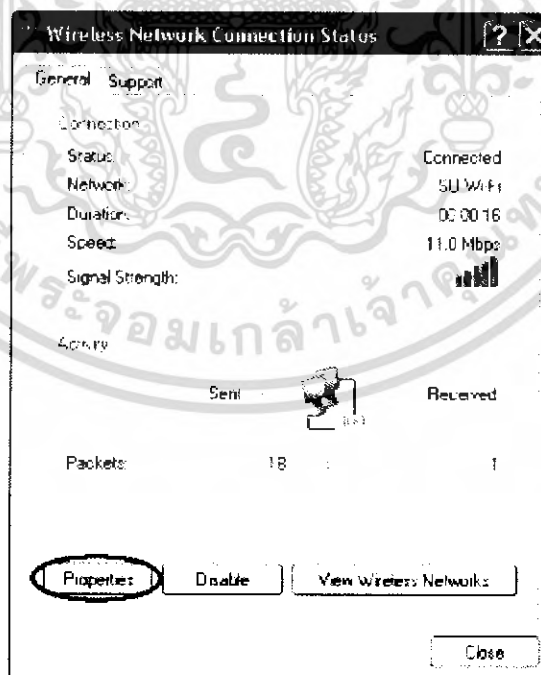 Wireless Network Connection Status
General Support
Connection
Status: Connected
Network: SU WiFi
Duration: 00:00:16
Speed: 11.0 Mbps
Signal Strength:
Activity
Sent Received
Packets: 18 1
Properties Disable View Wireless Networks
Close